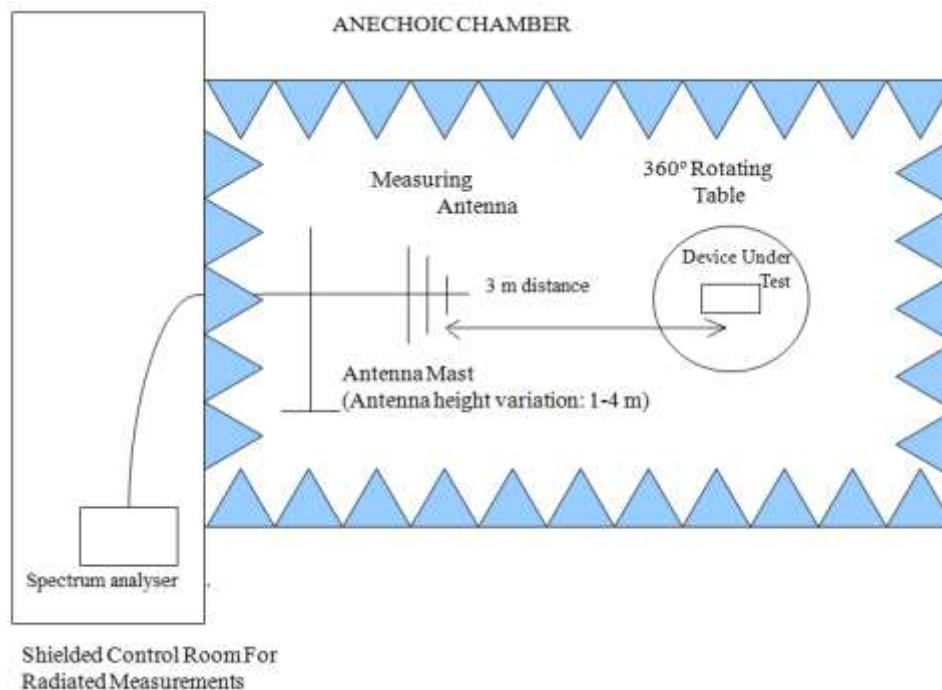 ANECHOIC CHAMBER
360º Rotating
Table
Measuring
Antenna
Device Under
Test
3 m distance
Antenna Mast
(Antenna height variation: 1-4 m)
Spectrum analyser
Shielded Control Room For
Radiated Measurements